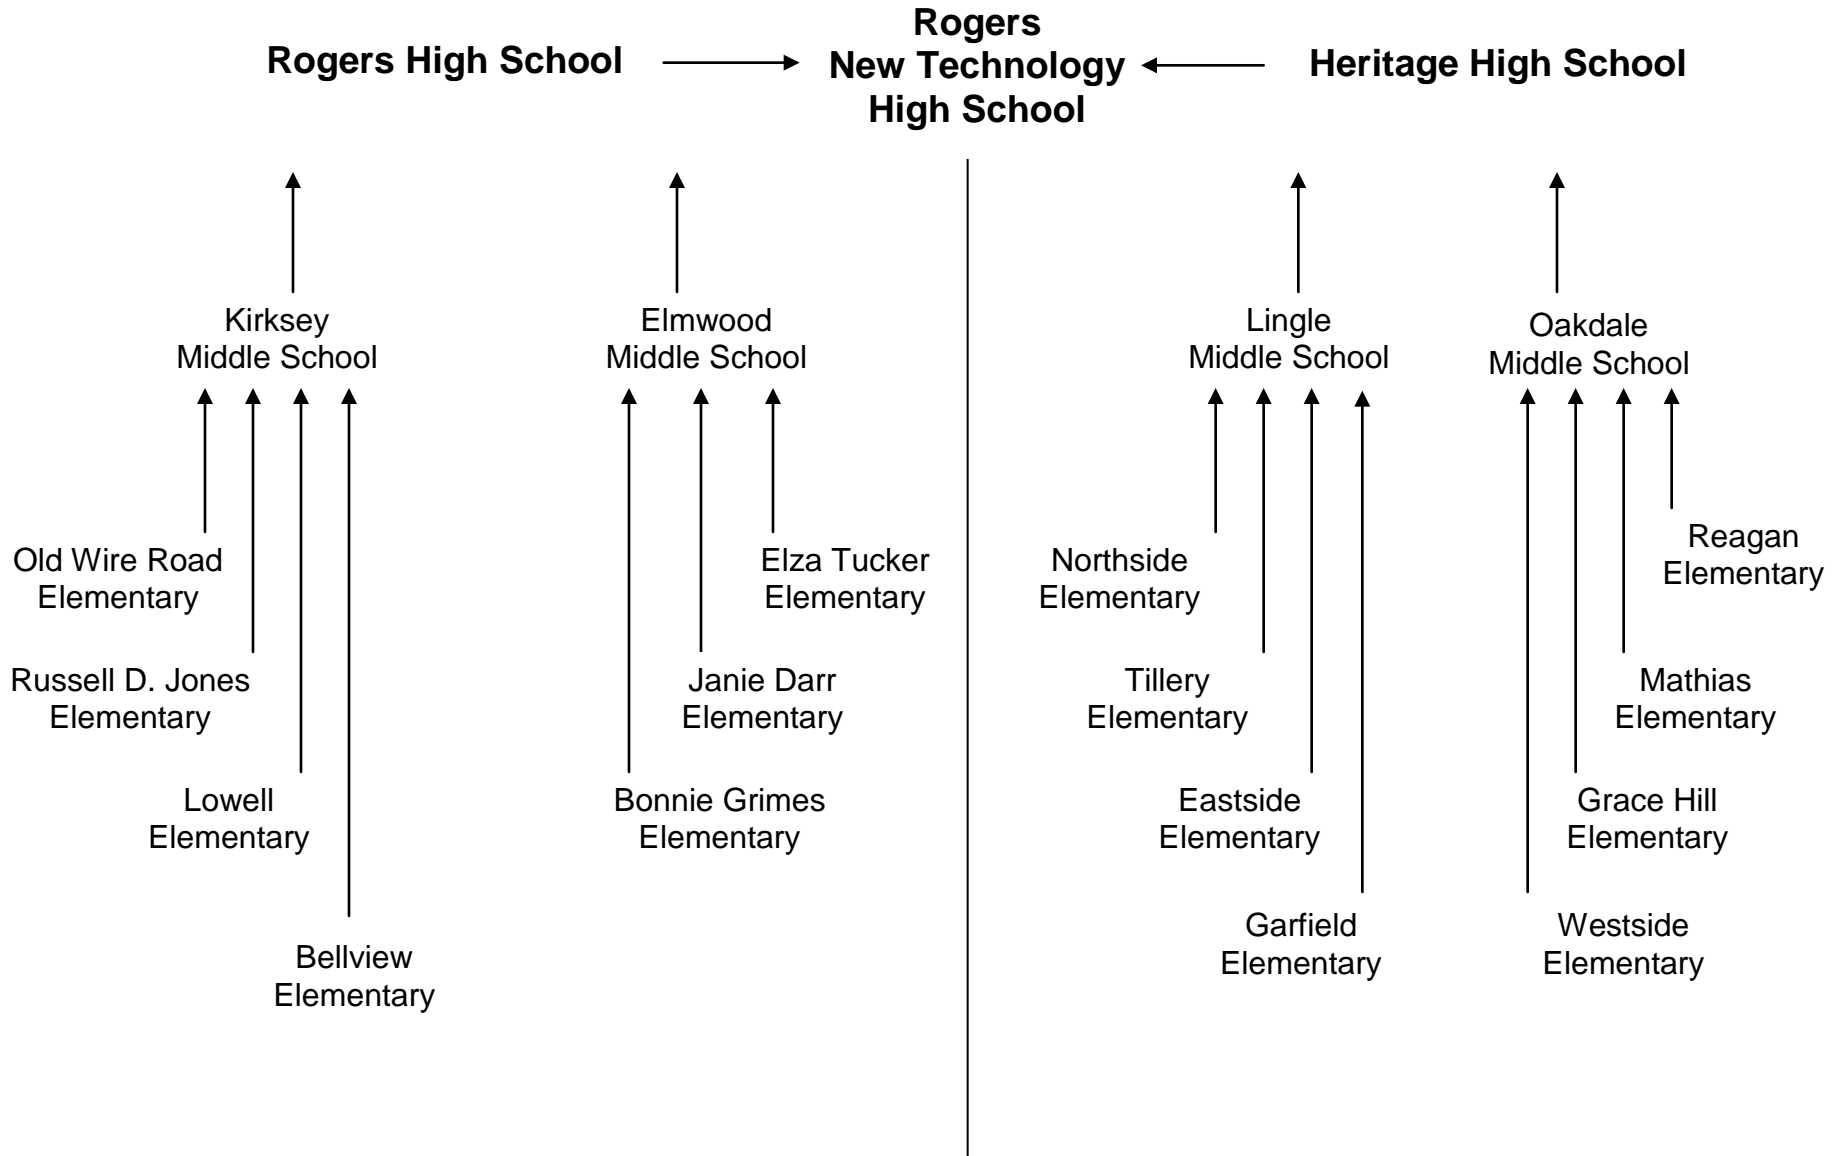 Rogers High School
Rogers
New Technology
High School
Heritage High School
Kirksey
Middle School
Elmwood
Middle School
Lingle
Middle School
Oakdale
Middle School
Old Wire Road
Elementary
Russell D. Jones
Elementary
Lowell
Elementary
Bellview
Elementary
Elza Tucker
Elementary
Janie Darr
Elementary
Bonnie Grimes
Elementary
Northside
Elementary
Tillery
Elementary
Eastside
Elementary
Garfield
Elementary
Reagan
Elementary
Mathias
Elementary
Grace Hill
Elementary
Westside
Elementary